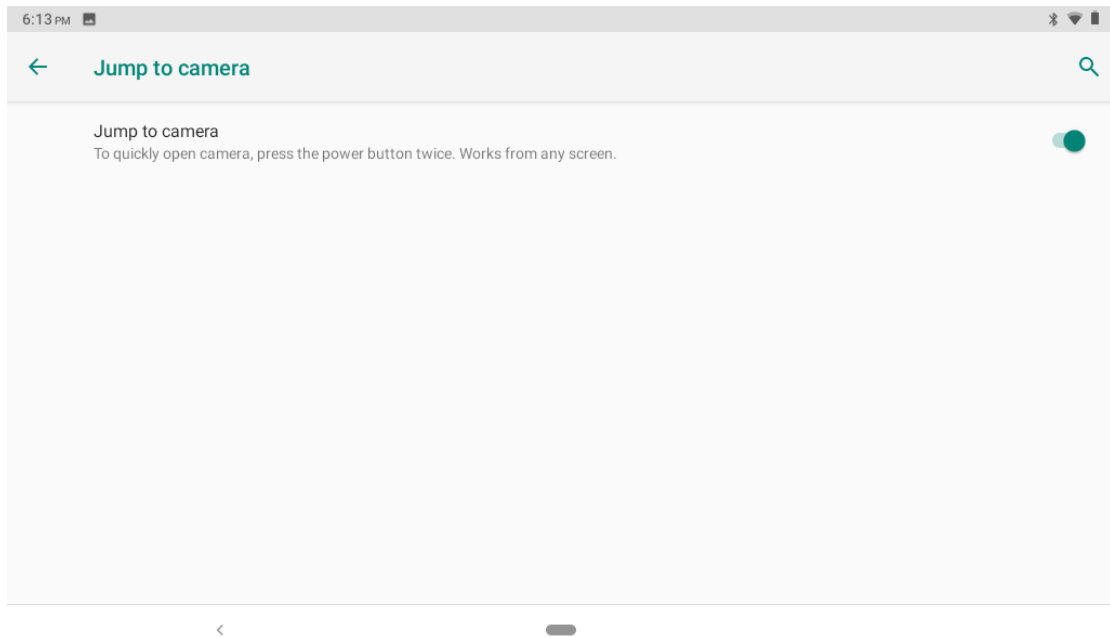 6:13 PM
Jump to camera
Jump to camera
To quickly open camera, press the power button twice. Works from any screen.